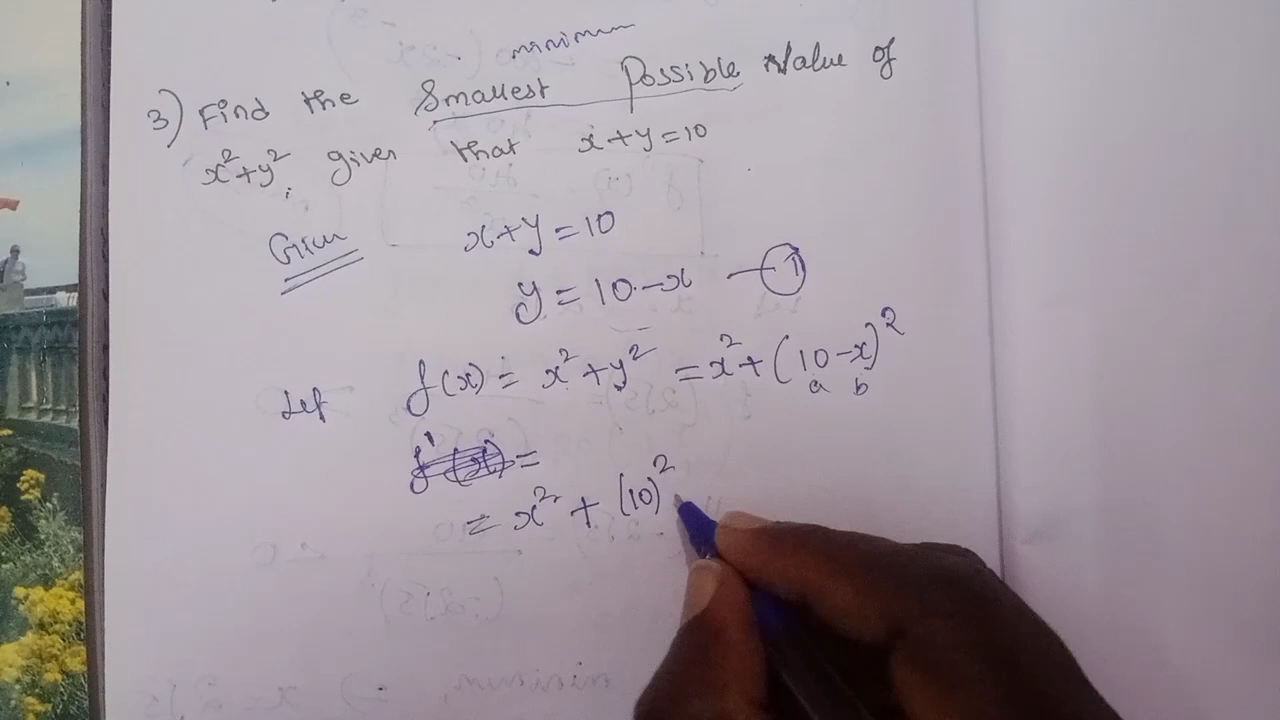 minimum
3) Find the Smallest Possible Value of
x²+y², given that x+y=10
Given x+y=10
y=10-x —①
Let f(x) = x²+y² = x²+(10-x)²
a b
f'(x) =
= x² + (10)²